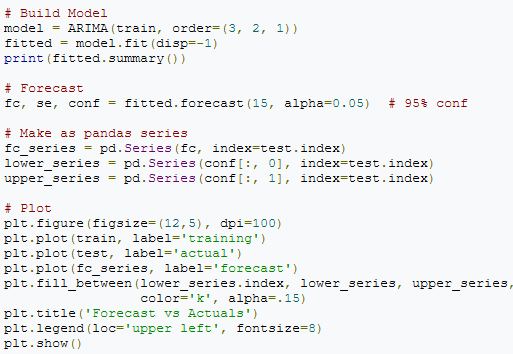 # Build Model
model = ARIMA(train, order=(3, 2, 1))
fitted = model.fit(disp=-1)
print(fitted.summary())

# Forecast
fc, se, conf = fitted.forecast(15, alpha=0.05)  # 95% conf

# Make as pandas series
fc_series = pd.Series(fc, index=test.index)
lower_series = pd.Series(conf[:, 0], index=test.index)
upper_series = pd.Series(conf[:, 1], index=test.index)

# Plot
plt.figure(figsize=(12,5), dpi=100)
plt.plot(train, label='training')
plt.plot(test, label='actual')
plt.plot(fc_series, label='forecast')
plt.fill_between(lower_series.index, lower_series, upper_series,
                 color='k', alpha=.15)
plt.title('Forecast vs Actuals')
plt.legend(loc='upper left', fontsize=8)
plt.show()